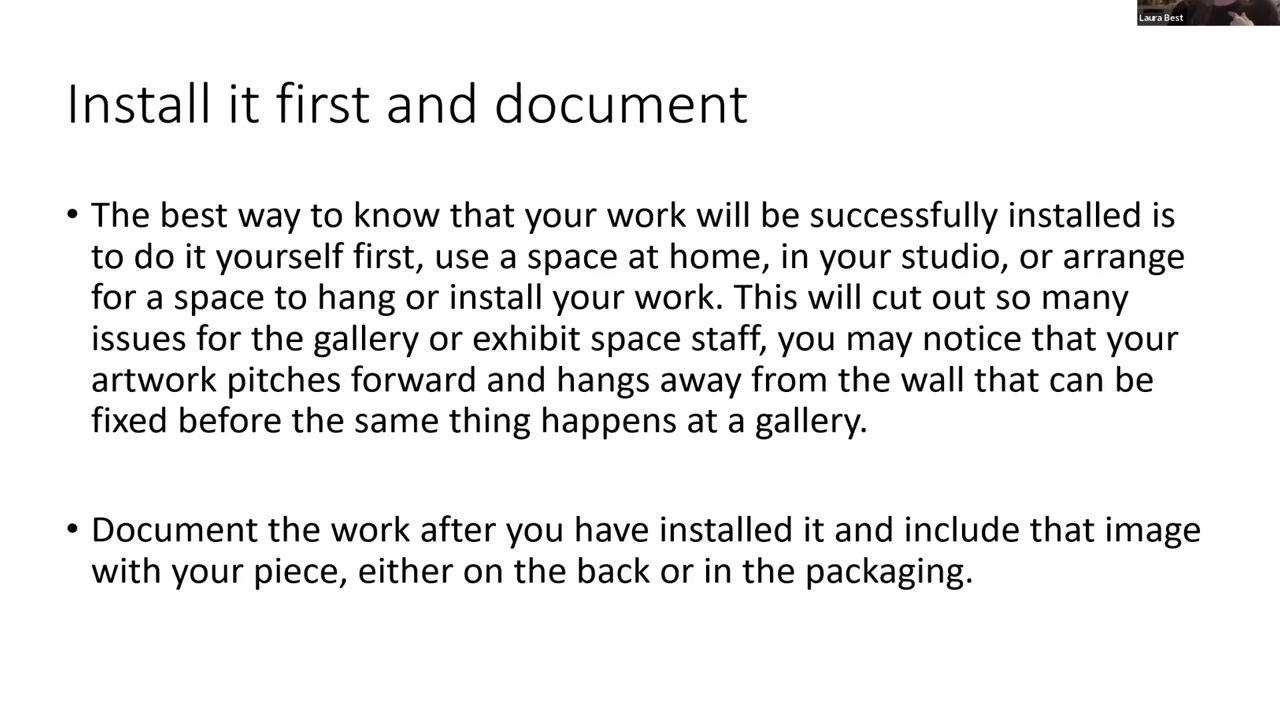 Laura Best
Install it first and document
• The best way to know that your work will be successfully installed is
to do it yourself first, use a space at home, in your studio, or arrange
for a space to hang or install your work. This will cut out so many
issues for the gallery or exhibit space staff, you may notice that your
artwork pitches forward and hangs away from the wall that can be
fixed before the same thing happens at a gallery.
• Document the work after you have installed it and include that image
with your piece, either on the back or in the packaging.